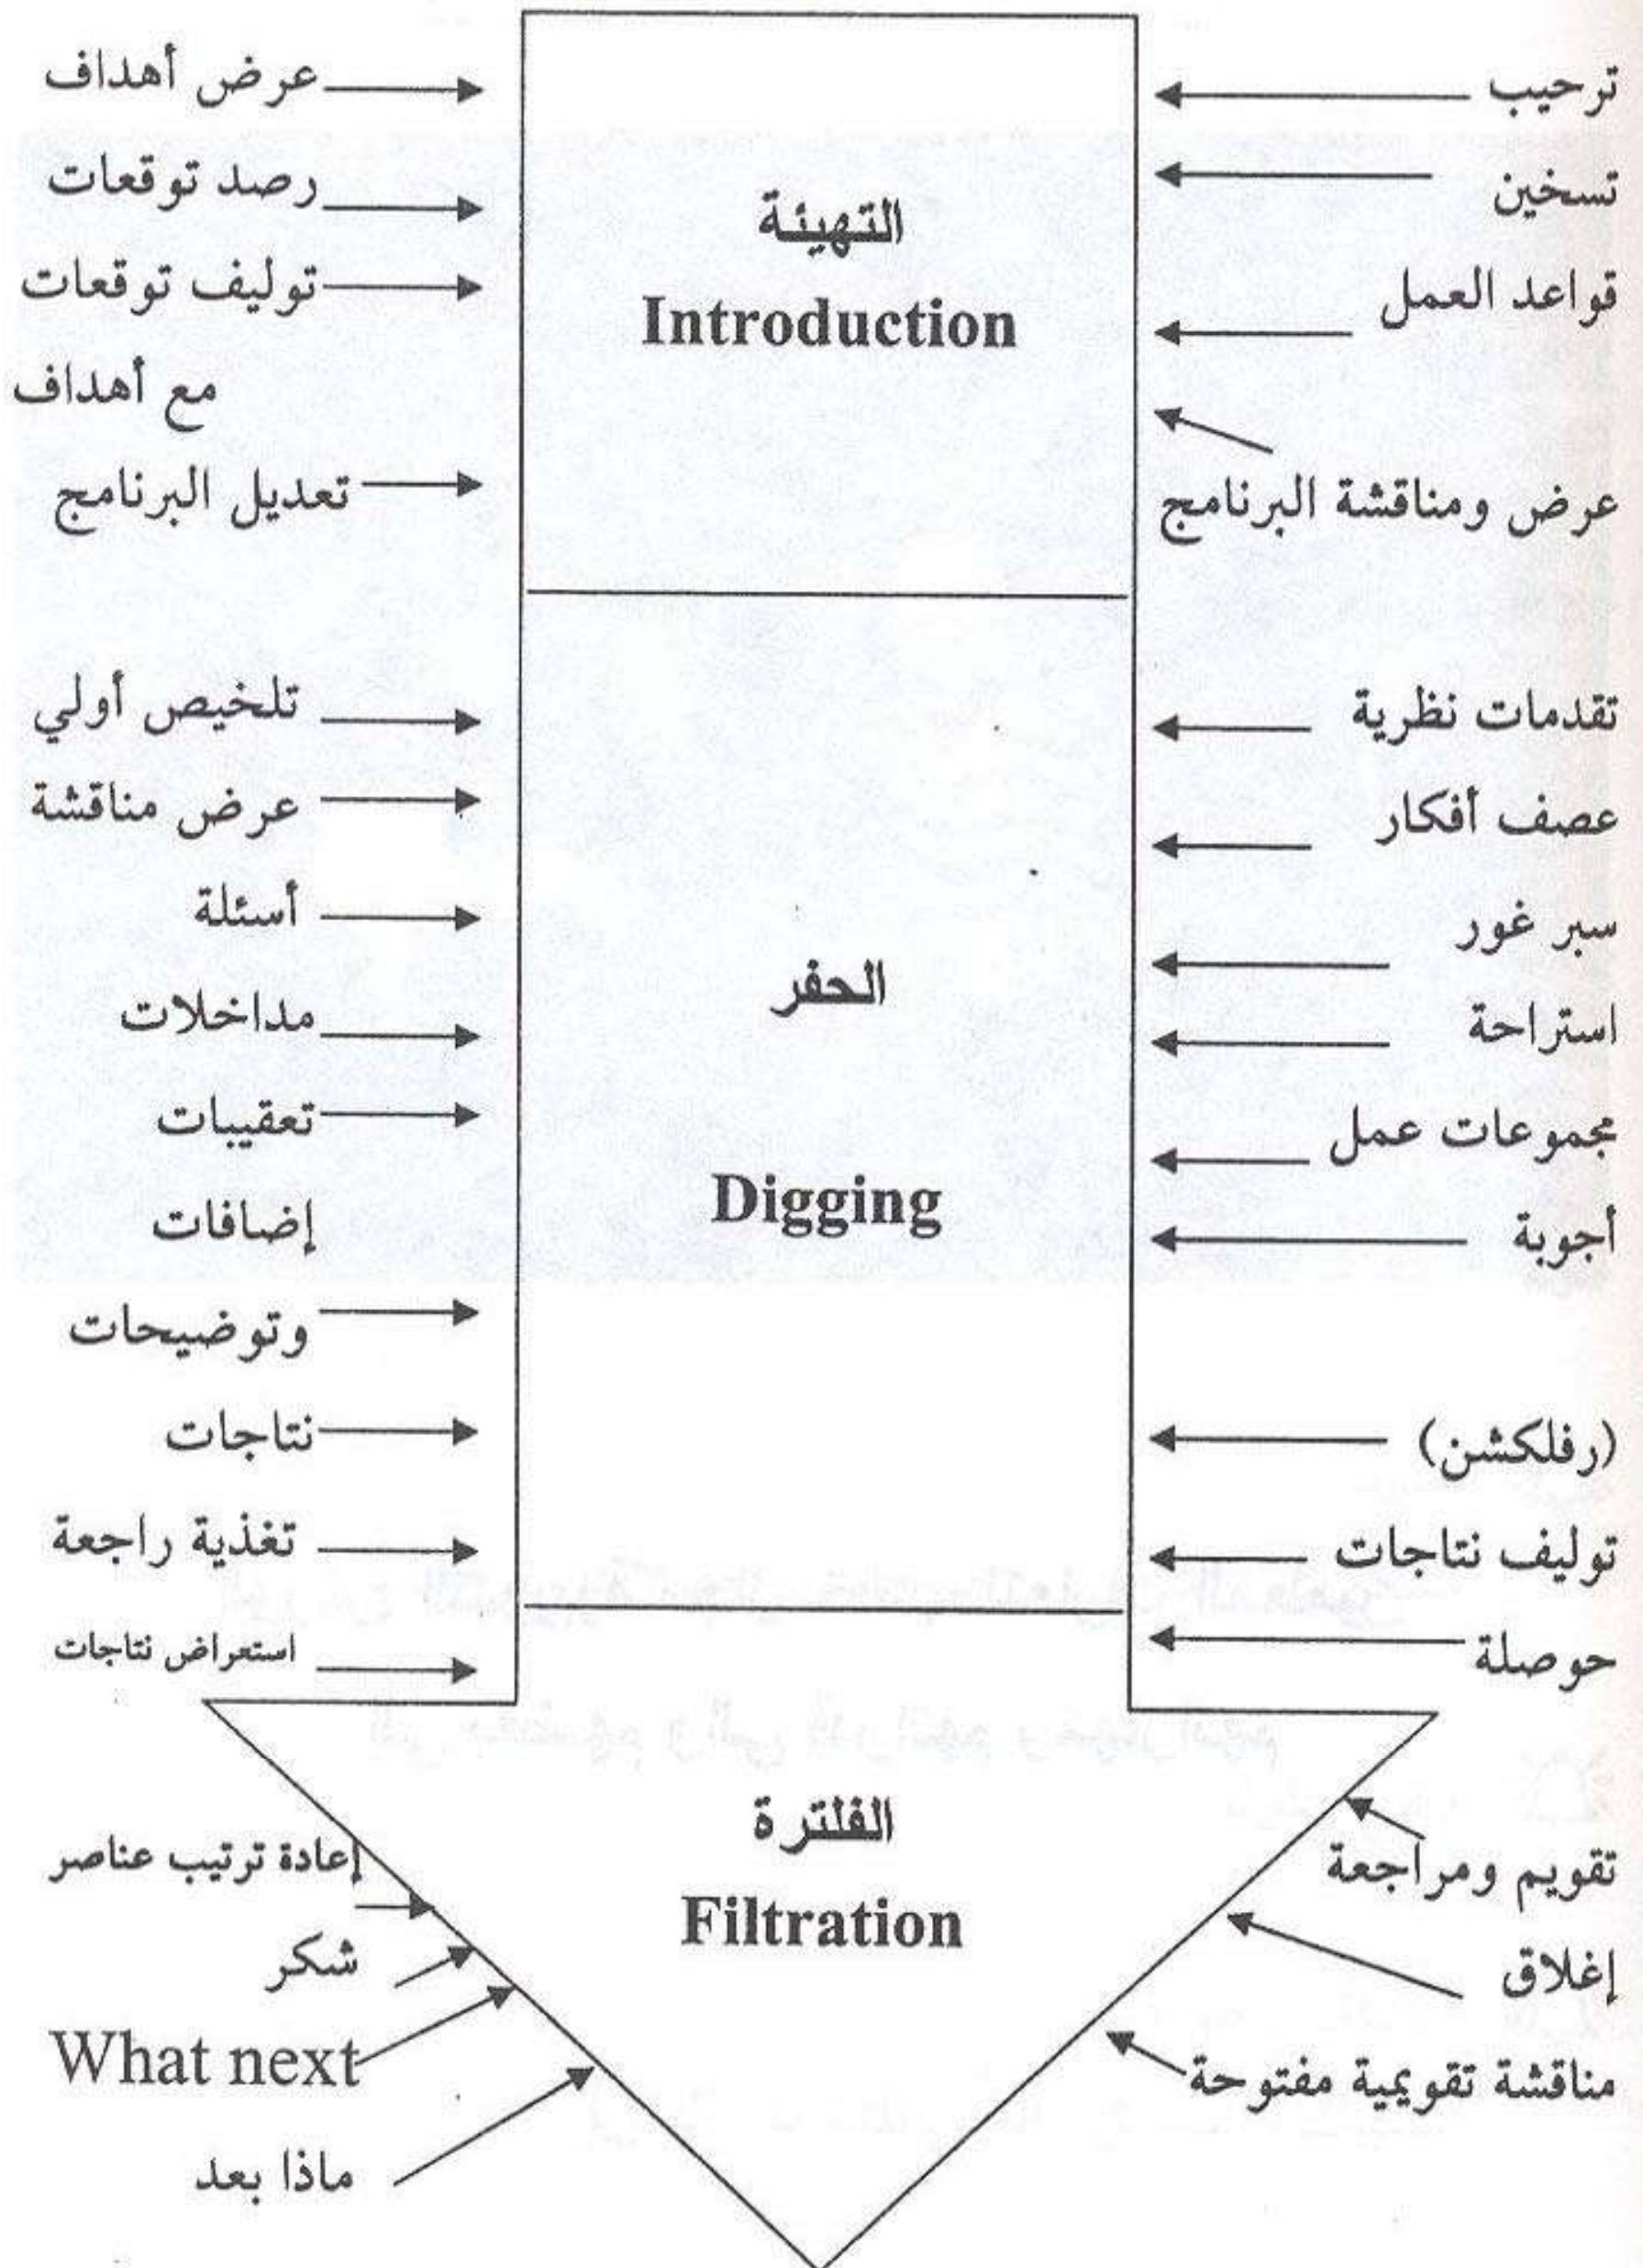 ترحيب
تسخين
قواعد العمل
عرض ومناقشة البرنامج
عرض أهداف
رصد توقعات
توليف توقعات
مع أهداف
تعديل البرنامج
التهيئة
Introduction
تقدمات نظرية
عصف أفكار
سبر غور
استراحة
مجموعات عمل
أجوبة
(رفلكشن)
توليف نتاجات
حوصلة
تلخيص أولي
عرض مناقشة
أسئلة
مداخلات
تعقيبات
إضافات
وتوضيحات
نتاجات
تغذية راجعة
استعراض نتاجات
الحفر
Digging
تقويم ومراجعة
إغلاق
مناقشة تقويمية مفتوحة
إعادة ترتيب عناصر
شكر
What next
ماذا بعد
الفلترة
Filtration